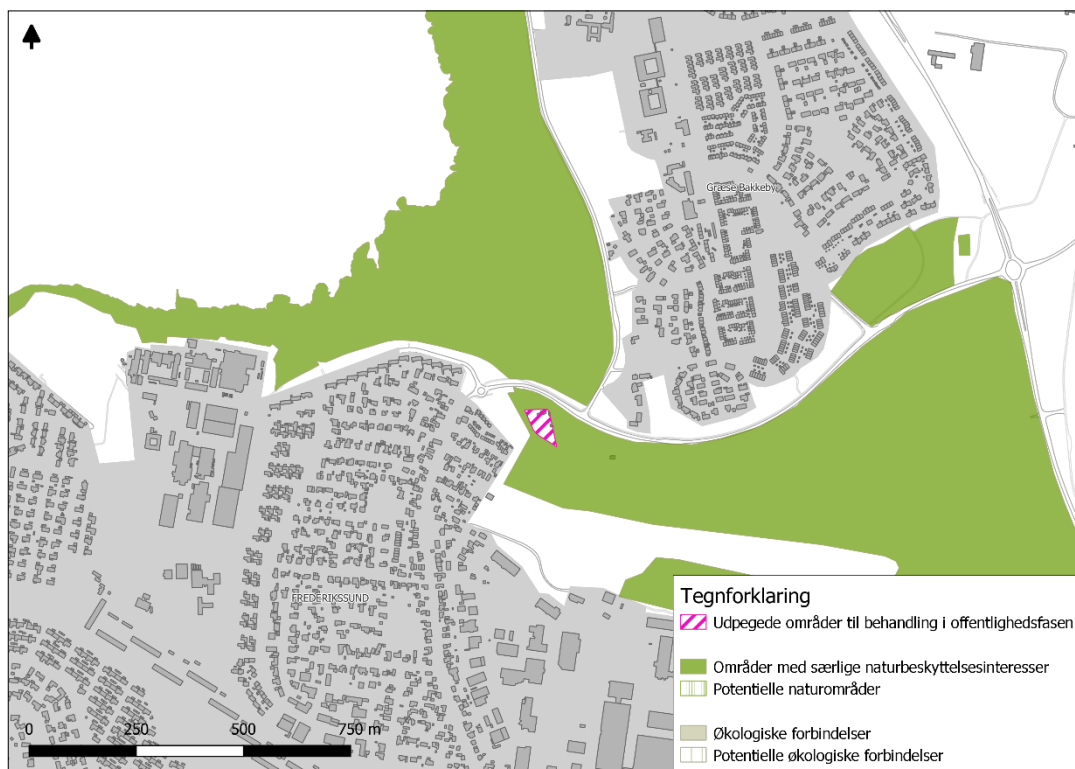 Græse Bakkeby
FREDERIKSSUND
Tegnforklaring
Udpegede områder til behandling i offentlighedsfasen
Områder med særlige naturbeskyttelsesinteresser
Potentielle naturområder
Økologiske forbindelser
Potentielle økologiske forbindelser
0 250 500 750 m